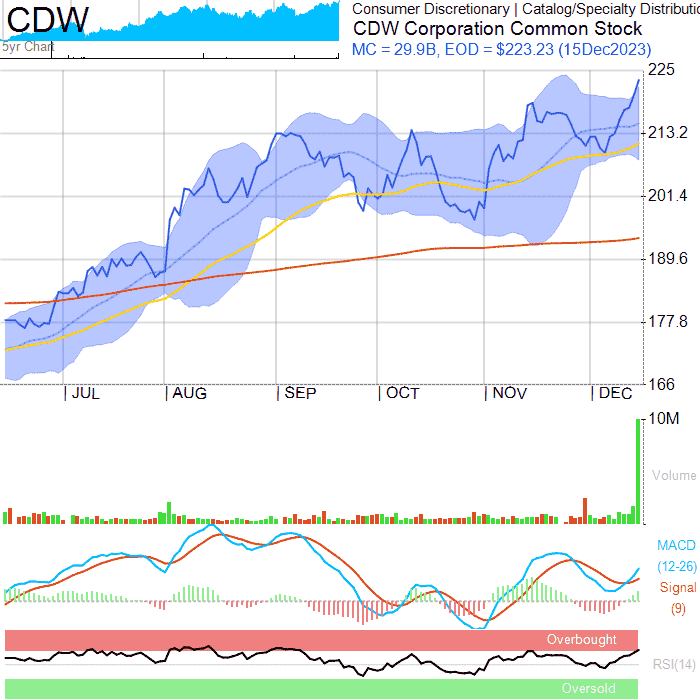 CDW
5yr Chart
Consumer Discretionary | Catalog/Specialty Distributio
CDW Corporation Common Stock
MC = 29.9B, EOD = $223.23 (15Dec2023)
225
213.2
201.4
189.6
177.8
166
JUL
AUG
SEP
OCT
NOV
DEC
10M
Volume
MACD
(12-26)
Signal
(9)
Overbought
RSI(14)
Oversold